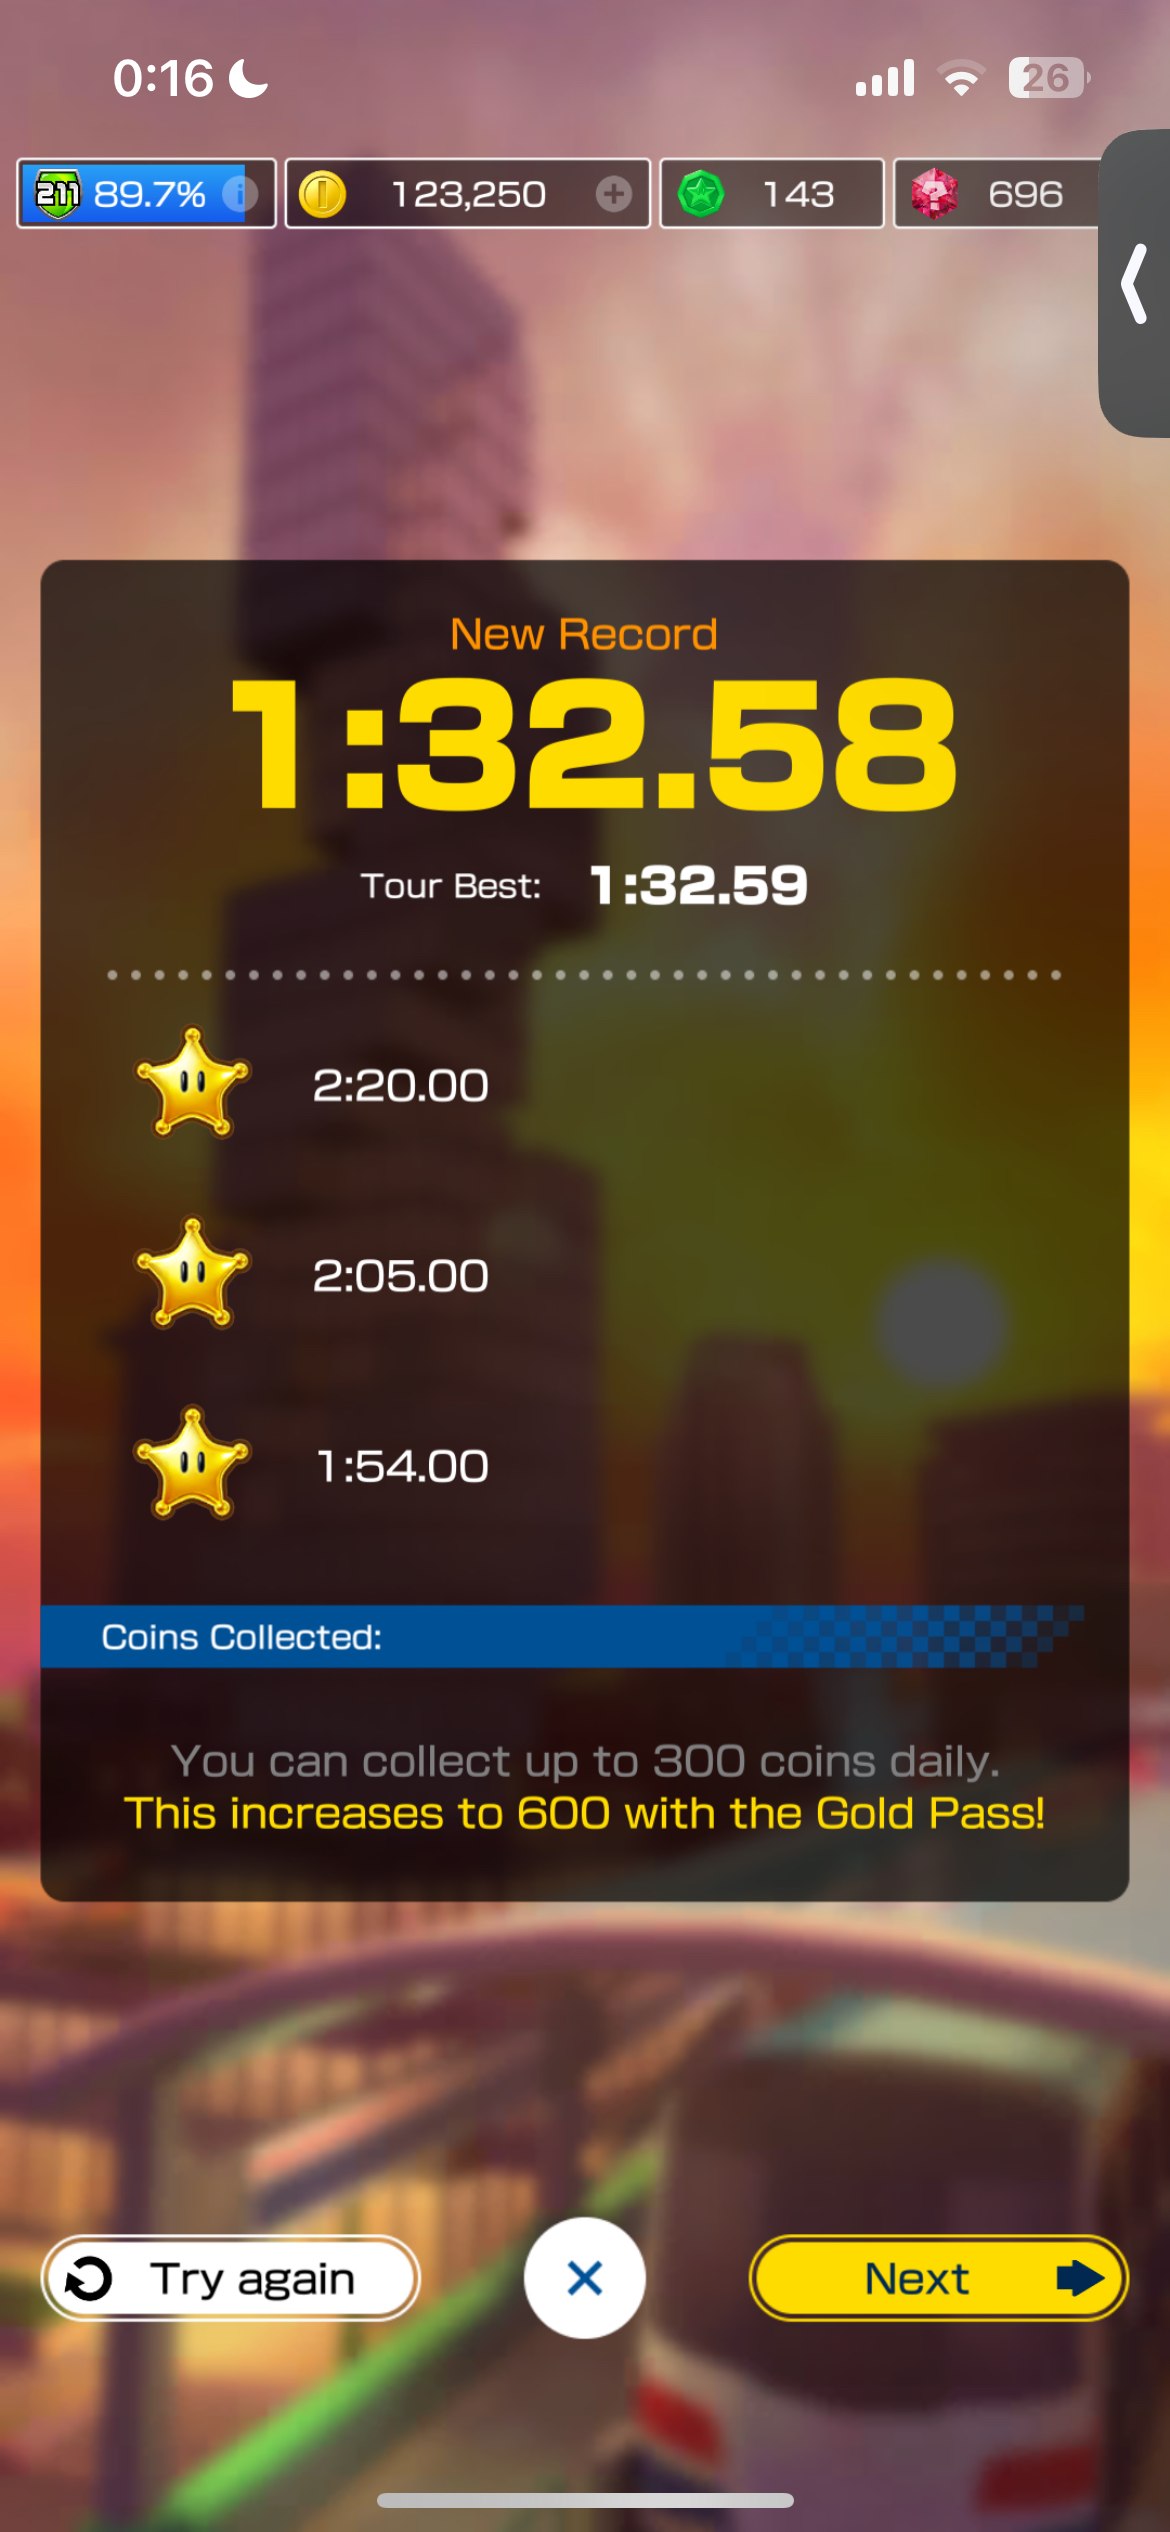 0:16
26
211 89.7% i 123,250 + 143 ? 696
New Record
1:32.58
Tour Best: 1:32.59
2:20.00
2:05.00
1:54.00
Coins Collected:
You can collect up to 300 coins daily.
This increases to 600 with the Gold Pass!
Try again
Next